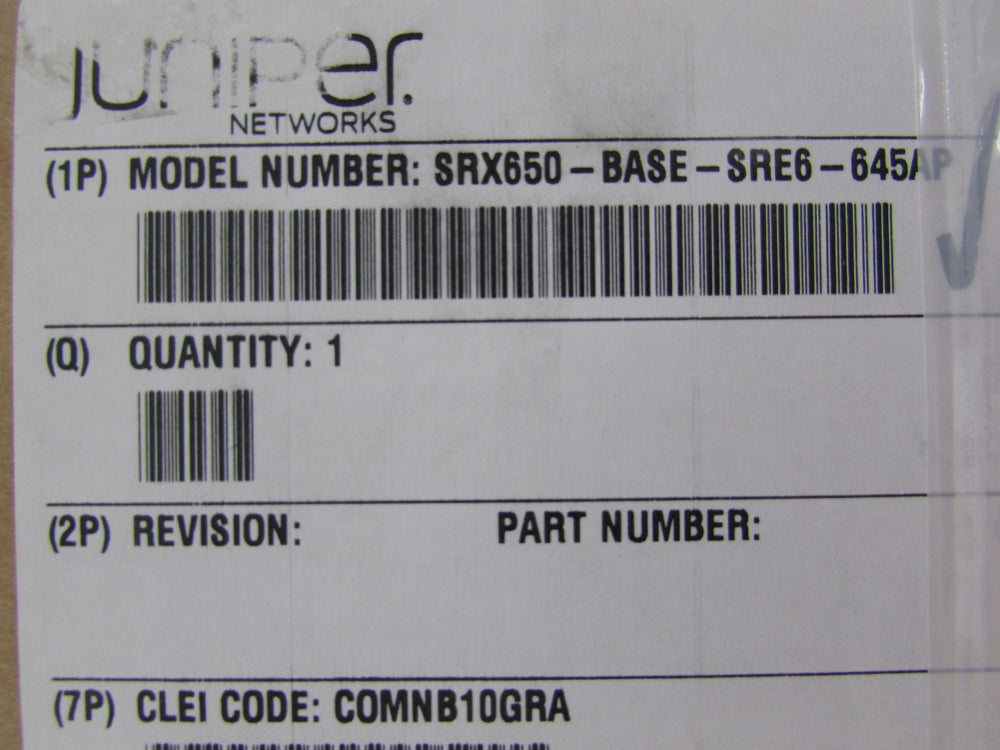 juniper
NETWORKS
(1P) MODEL NUMBER: SRX650-BASE-SRE6-645AP
(Q) QUANTITY: 1
(2P) REVISION: PART NUMBER:
(7P) CLEI CODE: COMNB10GRA